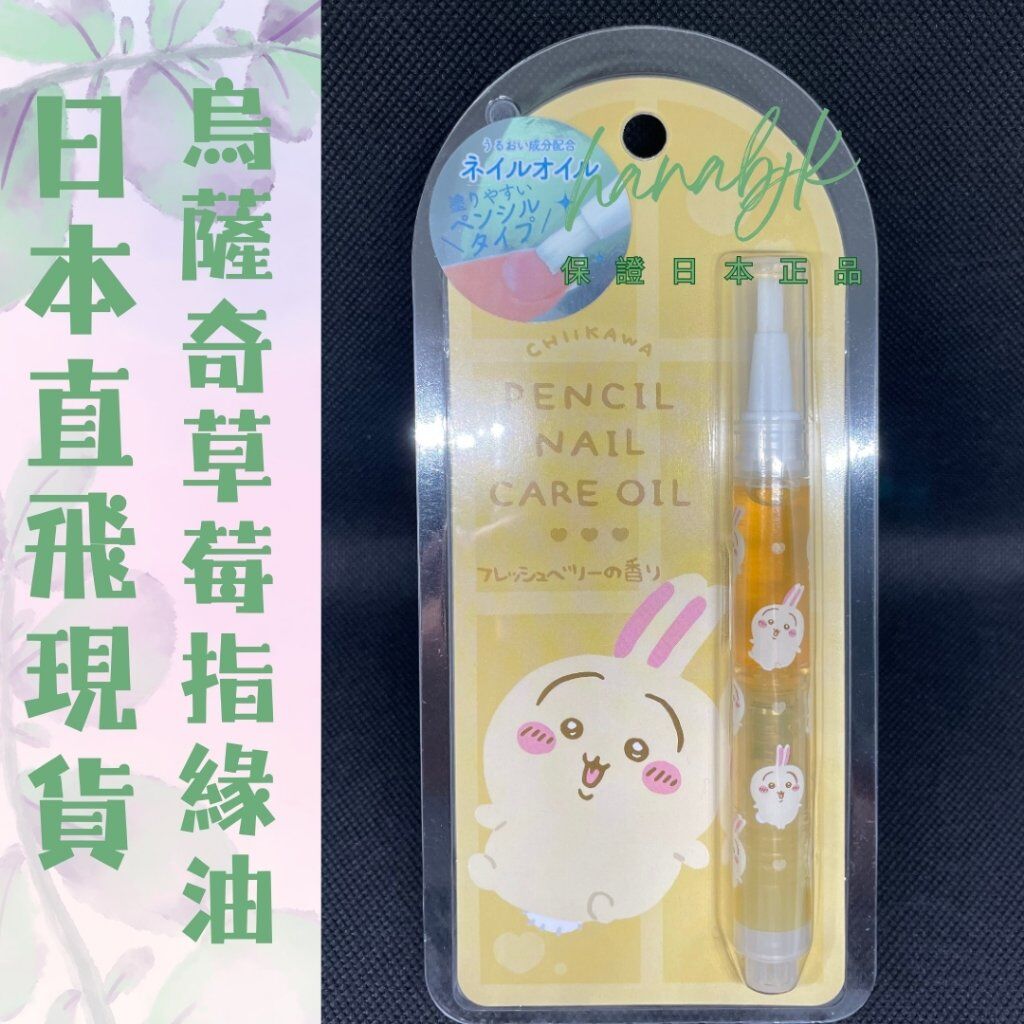 烏薩奇草莓指緣油
日本直飛現貨
hanabjk
保證日本正品
うるおい成分配合
ネイルオイル
塗りやすい
ペンシル
タイプ
CHIIKAWA
PENCIL
NAIL
CARE OIL
フレッシュベリーの香り